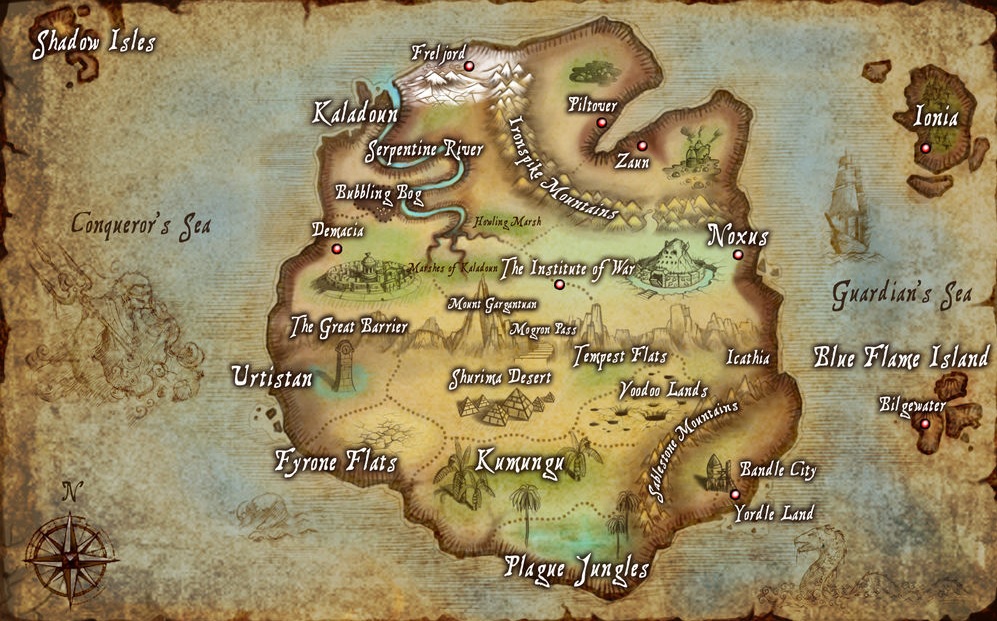 Shadow Isles
Freljord
Piltover
Kaladoun
Ionia
Serpentine River
Ironspike Mountains
Zaun
Bubbling Bog
Conqueror's Sea
Howling Marsh
Demacia
Noxus
Marshes of Kaladoun
The Institute of War
Guardian's Sea
Mount Gargantuan
The Great Barrier
Mogron Pass
Tempest Flats
Icathia
Blue Flame Island
Urtistan
Shurima Desert
Voodoo Lands
Bilgewater
Sablestone Mountains
Fyrone Flats
Kumungu
Bandle City
N
Yordle Land
Plague Jungles